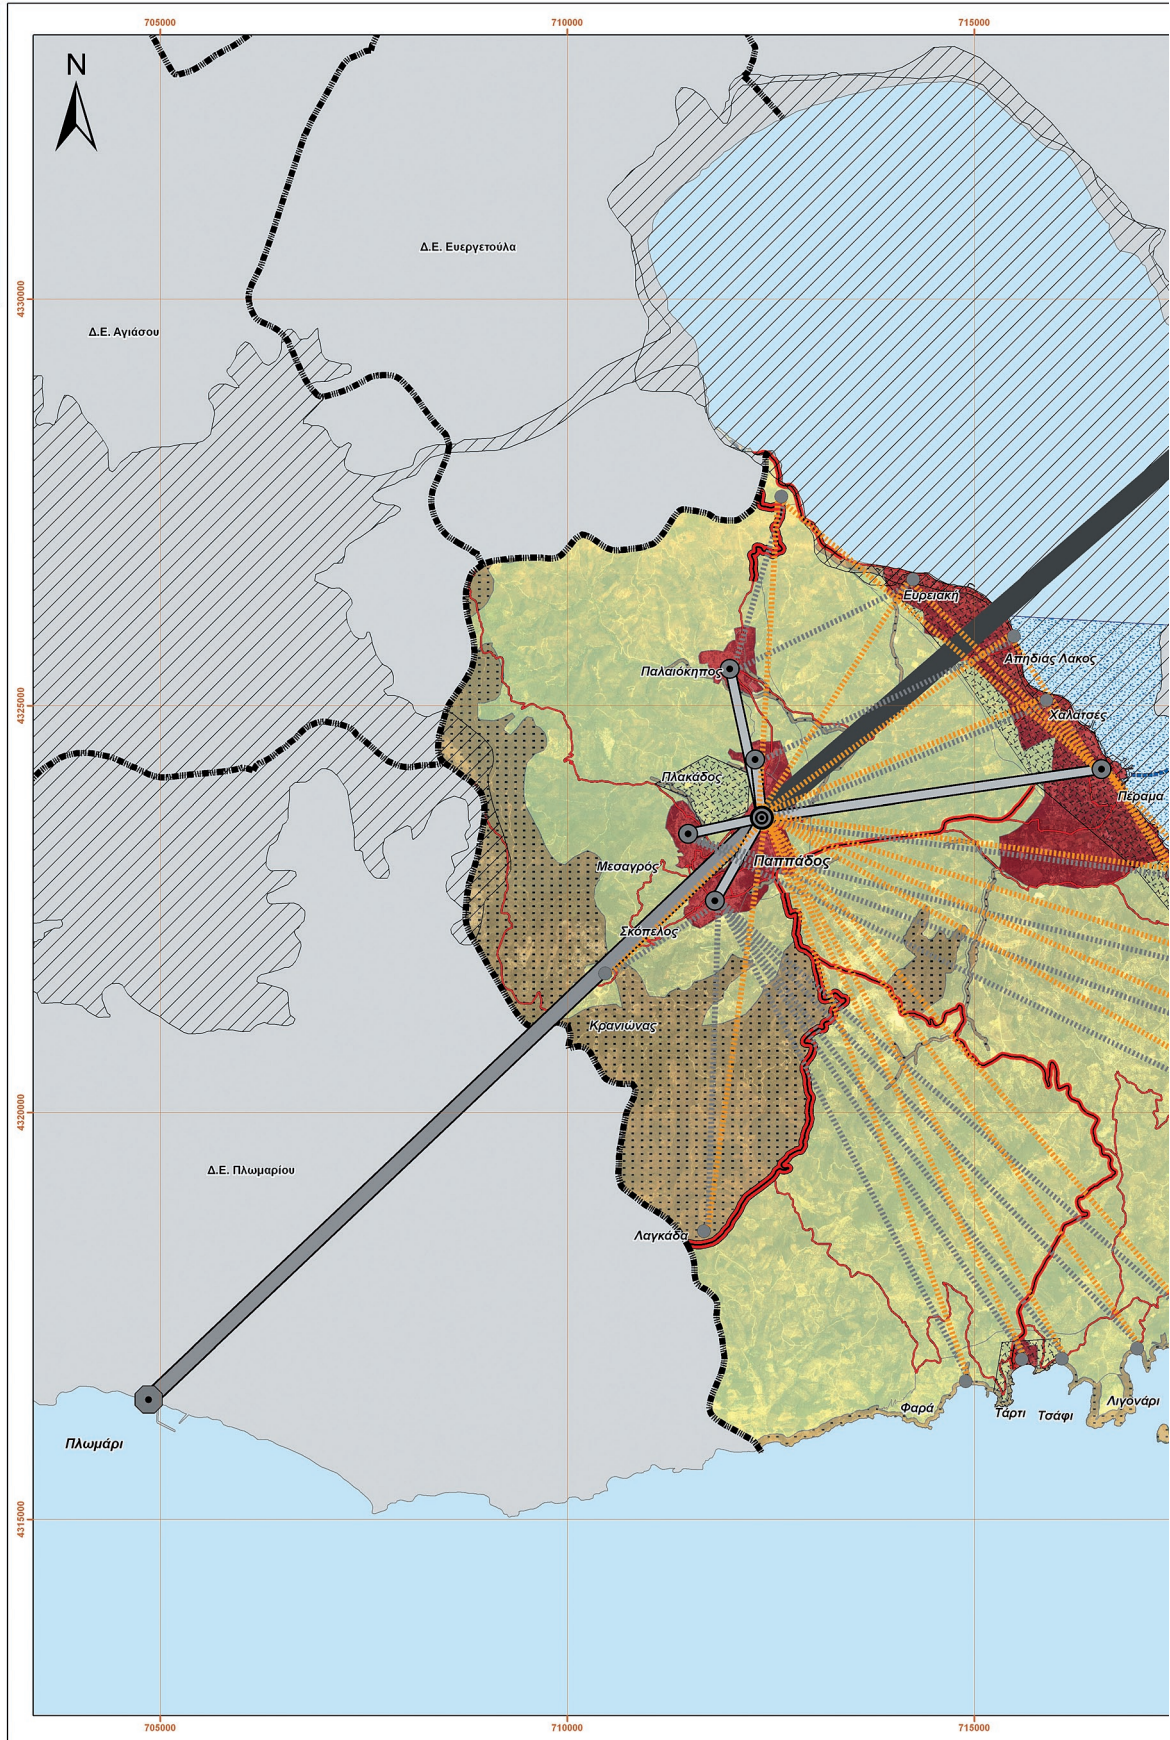 705000
710000
715000
N
Δ.Ε. Ευεργετούλα
4330000
Δ.Ε. Αγιάσου
Ευρειακή
Απηδιάς Λάκος
Παλαιόκηπος
4325000
Χαλατσές
Πλακάδος
Πέραμα
Παππάδος
Μεσαγρός
Σκόπελος
Κρανιώνας
4320000
Δ.Ε. Πλωμαρίου
Λαγκάδα
Λιγονάρι
Φαρά
Τάρτι
Τσάφι
Πλωμάρι
4315000
705000
710000
715000